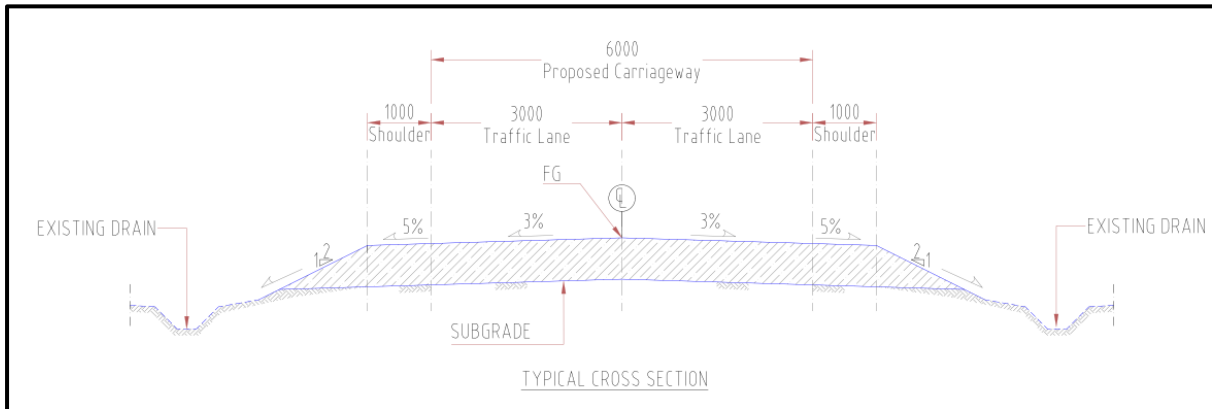 6000
Proposed Carriageway
1000
Shoulder
3000
Traffic Lane
3000
Traffic Lane
1000
Shoulder
FG
℄
EXISTING DRAIN
5%
3%
3%
5%
EXISTING DRAIN
2
1
2
1
SUBGRADE
TYPICAL CROSS SECTION